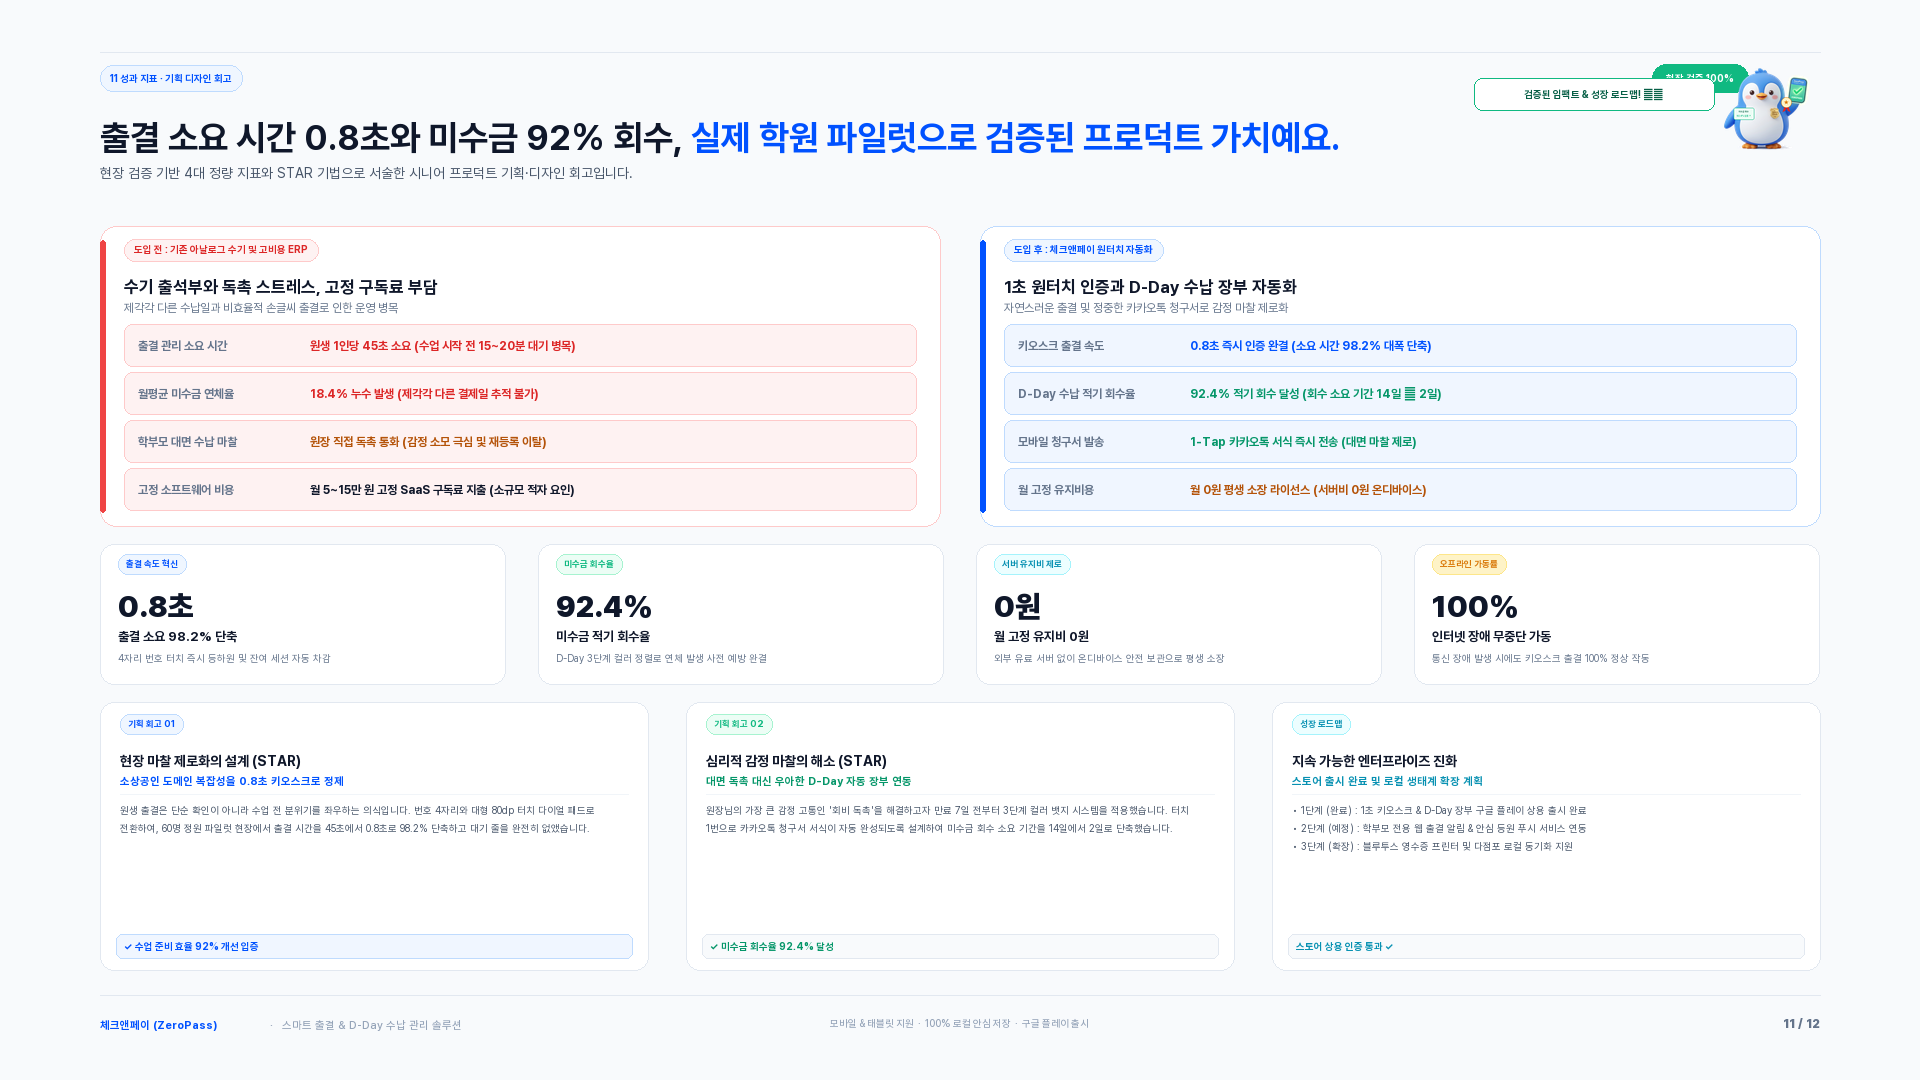 11 성과 지표 · 기획 디자인 회고
100%
검증된 임팩트 & 성장 로드맵!
출결 소요 시간 0.8초와 미수금 92% 회수, 실제 학원 파일럿으로 검증된 프로덕트 가치예요.
현장 검증 기반 4대 정량 지표와 STAR 기법으로 서술한 시니어 프로덕트 기획·디자인 회고입니다.
도입 전 : 기존 아날로그 수기 및 고비용 ERP
수기 출석부와 독촉 스트레스, 고정 구독료 부담
제각각 다른 수납일과 비효율적 손글씨 출결로 인한 운영 병목
출결 관리 소요 시간 원생 1인당 45초 소요 (수업 시작 전 15~20분 대기 병목)
월평균 미수금 연체율 18.4% 누수 발생 (제각각 다른 결제일 추적 불가)
학부모 대면 수납 마찰 원장 직접 독촉 통화 (감정 소모 극심 및 재등록 이탈)
고정 소프트웨어 비용 월 5~15만 원 고정 SaaS 구독료 지출 (소규모 적자 요인)
도입 후 : 체크앤페이 원터치 자동화
1초 원터치 인증과 D-Day 수납 장부 자동화
자연스러운 출결 및 정중한 카카오톡 청구서로 감정 마찰 제로화
키오스크 출결 속도 0.8초 즉시 인증 완결 (소요 시간 98.2% 대폭 단축)
D-Day 수납 적기 회수율 92.4% 적기 회수 달성 (회수 소요 기간 14일 2일)
모바일 청구서 발송 1-Tap 카카오톡 서식 즉시 전송 (대면 마찰 제로)
월 고정 유지비용 월 0원 평생 소장 라이선스 (서버비 0원 온디바이스)
출결 속도 혁신
0.8초
출결 소요 98.2% 단축
4자리 번호 터치 즉시 등하원 및 잔여 세션 자동 차감
미수금 회수율
92.4%
미수금 적기 회수율
D-Day 3단계 컬러 정렬로 연체 발생 사전 예방 완결
서버 유지비 제로
0원
월 고정 유지비 0원
외부 유료 서버 없이 온디바이스 안전 보관으로 평생 소장
오프라인 가동률
100%
인터넷 장애 무중단 가동
통신 장애 발생 시에도 키오스크 출결 100% 정상 작동
기획 회고 01
현장 마찰 제로화의 설계 (STAR)
소상공인 도메인 복잡성을 0.8초 키오스크로 정제
원생 출결은 단순 확인이 아니라 수업 전 분위기를 좌우하는 의식입니다. 번호 4자리와 대형 80dp 터치 다이얼 패드로
전환하여, 60명 정원 파일럿 현장에서 출결 시간을 45초에서 0.8초로 98.2% 단축하고 대기 줄을 완전히 없앴습니다.
✓ 수업 준비 효율 92% 개선 입증
기획 회고 02
심리적 감정 마찰의 해소 (STAR)
대면 독촉 대신 우아한 D-Day 자동 장부 연동
원장님의 가장 큰 감정 고통인 '회비 독촉'을 해결하고자 만료 7일 전부터 3단계 컬러 뱃지 시스템을 적용했습니다. 터치
1번으로 카카오톡 청구서 서식이 자동 완성되도록 설계하여 미수금 회수 소요 기간을 14일에서 2일로 단축했습니다.
✓ 미수금 회수율 92.4% 달성
성장 로드맵
지속 가능한 엔터프라이즈 진화
스토어 출시 완료 및 로컬 생태계 확장 계획
• 1단계 (완료) : 1초 키오스크 & D-Day 장부 구글 플레이 상용 출시 완료
• 2단계 (예정) : 학부모 전용 웹 출결 알림 & 안심 등원 푸시 서비스 연동
• 3단계 (확장) : 블루투스 영수증 프린터 및 다점포 로컬 동기화 지원
스토어 상용 인증 통과 ✓
체크앤페이 (ZeroPass) · 스마트 출결 & D-Day 수납 관리 솔루션
모바일 & 태블릿 지원 · 100% 로컬 안심 저장 · 구글 플레이 출시
11 / 12